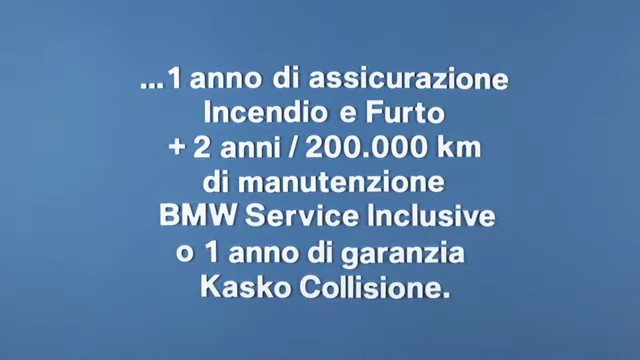 ...1 anno di assicurazione
Incendio e Furto
+ 2 anni / 200.000 km
di manutenzione
BMW Service Inclusive
o 1 anno di garanzia
Kasko Collisione.